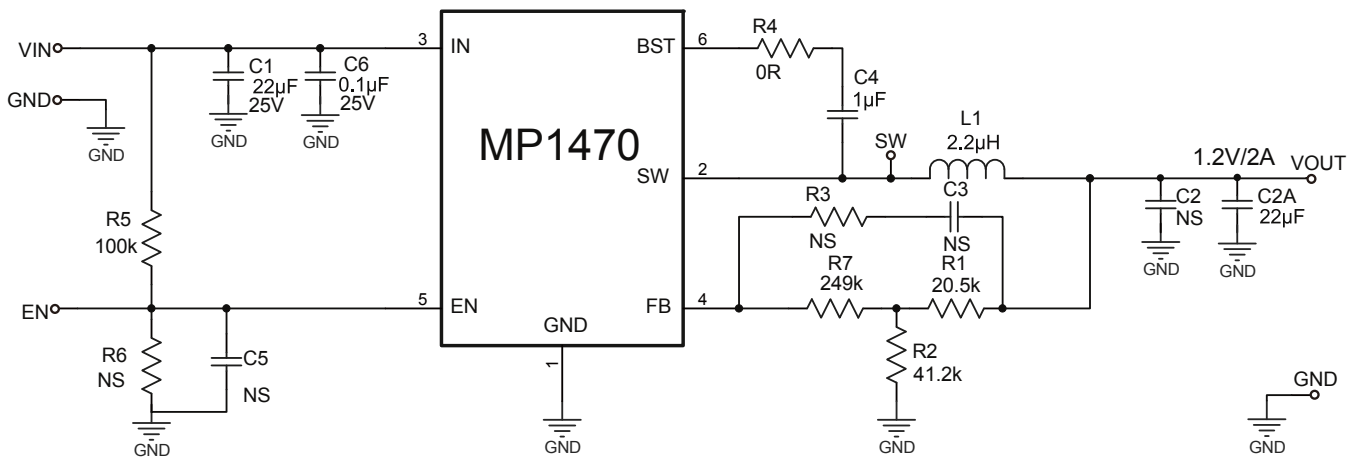 VIN
GND
GND
C1
22µF
25V
GND
C6
0.1µF
25V
GND
3
IN
BST
6
R4
0R
C4
1µF
MP1470
SW
2
SW
L1
2.2µH
1.2V/2A
VOUT
C2
NS
GND
C2A
22µF
GND
R3
NS
C3
NS
R5
100k
R7
249k
R1
20.5k
EN
5
EN
FB
4
GND
1
GND
R2
41.2k
GND
R6
NS
C5
NS
GND
GND
GND